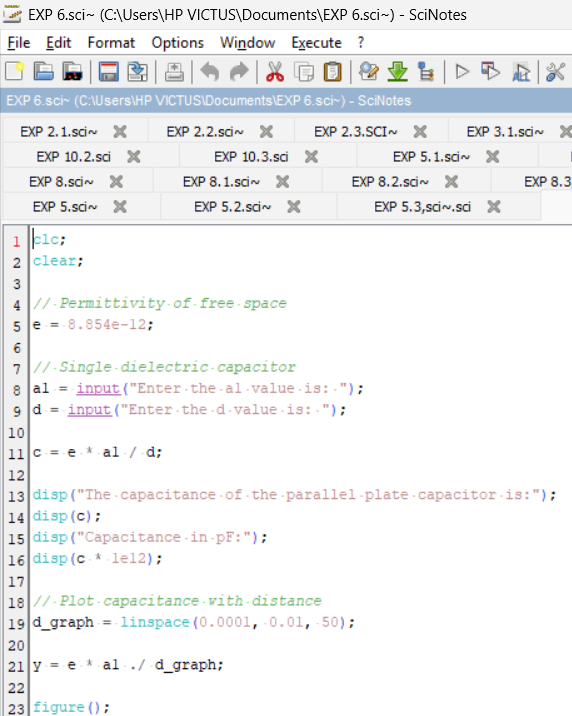 EXP 6.sci~ (C:\Users\HP VICTUS\Documents\EXP 6.sci~) - SciNotes
File Edit Format Options Window Execute ?
EXP 6.sci~ (C:\Users\HP VICTUS\Documents\EXP 6.sci~) - SciNotes
EXP 2.1.sci~ EXP 2.2.sci~ EXP 2.3.SCI~ EXP 3.1.sci~
EXP 10.2.sci EXP 10.3.sci EXP 5.1.sci~
EXP 8.sci~ EXP 8.1.sci~ EXP 8.2.sci~ EXP 8.3
EXP 5.sci~ EXP 5.2.sci~ EXP 5.3,sci~.sci
1 clc;
2 clear;
3
4 // Permittivity of free space
5 e = 8.854e-12;
6
7 // Single dielectric capacitor
8 a1 = input("Enter the a1 value is: ");
9 d = input("Enter the d value is: ");
10
11 c = e * a1 / d;
12
13 disp("The capacitance of the parallel plate capacitor is:");
14 disp(c);
15 disp("Capacitance in pF:");
16 disp(c * 1e12);
17
18 // Plot capacitance with distance
19 d_graph = linspace(0.0001, 0.01, 50);
20
21 y = e * a1 ./ d_graph;
22
23 figure();